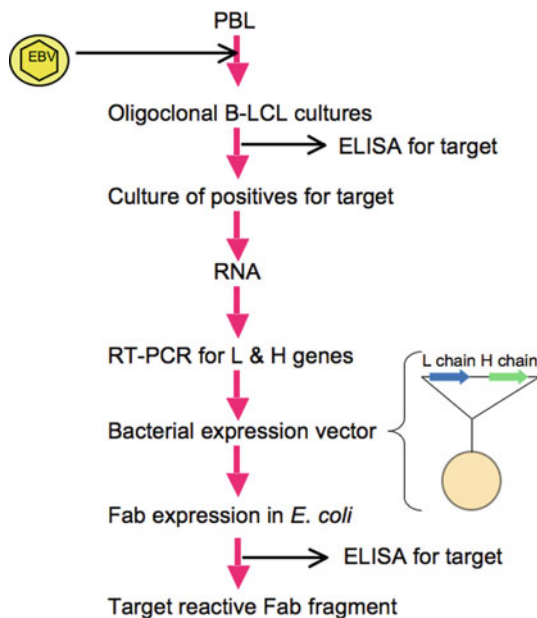 PBL
EBV
Oligoclonal B-LCL cultures
ELISA for target
Culture of positives for target
RNA
RT-PCR for L & H genes
L chain H chain
Bacterial expression vector
Fab expression in E. coli
ELISA for target
Target reactive Fab fragment